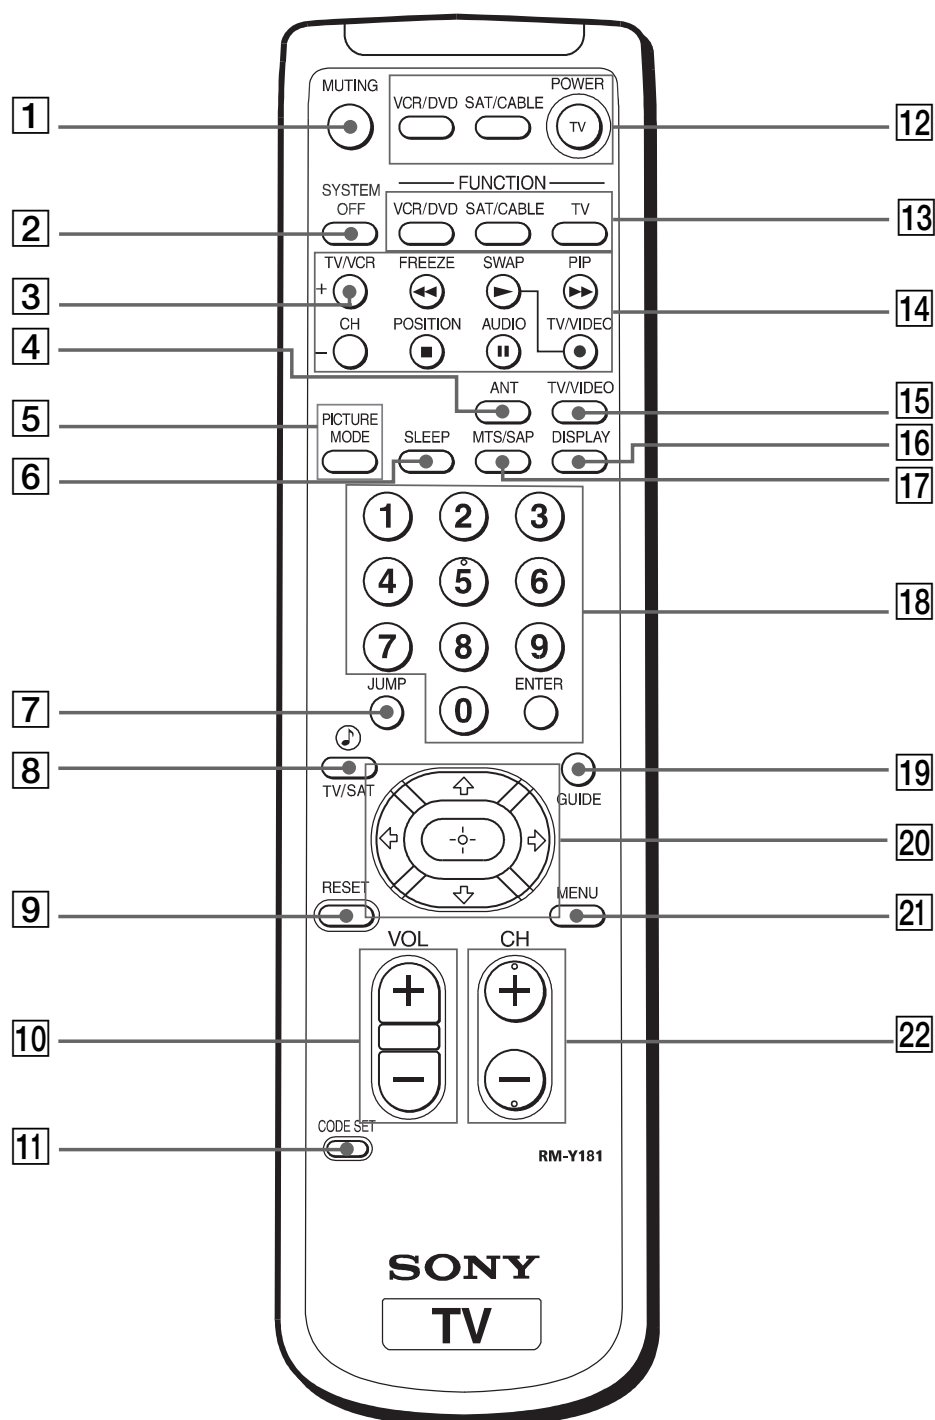 MUTING
POWER
VCR/DVD SAT/CABLE
TV
1
12
FUNCTION
SYSTEM
OFF
VCR/DVD SAT/CABLE TV
2
13
TV/VCR FREEZE SWAP PIP
+
3
14
CH POSITION AUDIO TV/VIDEO
–
4
ANT TV/VIDEO
15
5
PICTURE
MODE
SLEEP MTS/SAP DISPLAY
16
6
17
1 2 3
4 5 6
18
7 8 9
JUMP
ENTER
7
0
8
TV/SAT
19
GUIDE
20
RESET
MENU
9
21
VOL CH
+ +
10
22
– –
CODE SET
11
RM-Y181
SONY
TV